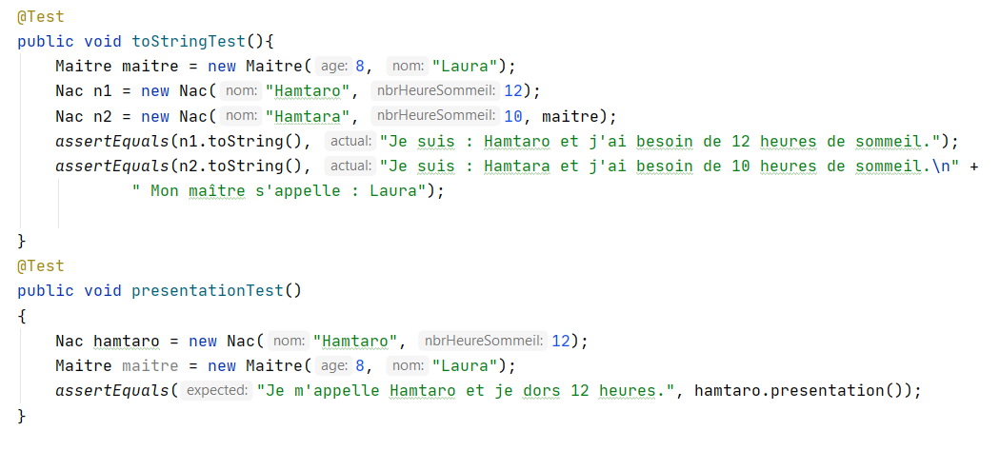 @Test
public void toStringTest(){
Maitre maitre = new Maitre( age: 8, nom: "Laura");
Nac n1 = new Nac( nom: "Hamtaro", nbrHeureSommeil: 12);
Nac n2 = new Nac( nom: "Hamtara", nbrHeureSommeil: 10, maitre);
assertEquals(n1.toString(), actual: "Je suis : Hamtaro et j'ai besoin de 12 heures de sommeil.");
assertEquals(n2.toString(), actual: "Je suis : Hamtara et j'ai besoin de 10 heures de sommeil.\n" +
" Mon maître s'appelle : Laura");
}
@Test
public void presentationTest()
{
Nac hamtaro = new Nac( nom: "Hamtaro", nbrHeureSommeil: 12);
Maitre maitre = new Maitre( age: 8, nom: "Laura");
assertEquals( expected: "Je m'appelle Hamtaro et je dors 12 heures.", hamtaro.presentation());
}